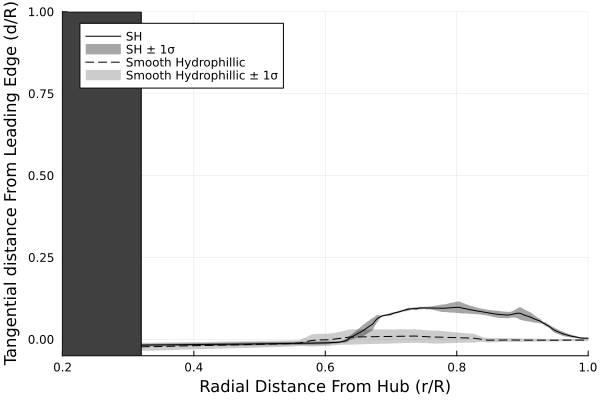 Tangential distance From Leading Edge (d/R)
1.00
0.75
0.50
0.25
0.00
SH
SH ± 1σ
Smooth Hydrophillic
Smooth Hydrophillic ± 1σ
0.2 0.4 0.6 0.8 1.0
Radial Distance From Hub (r/R)